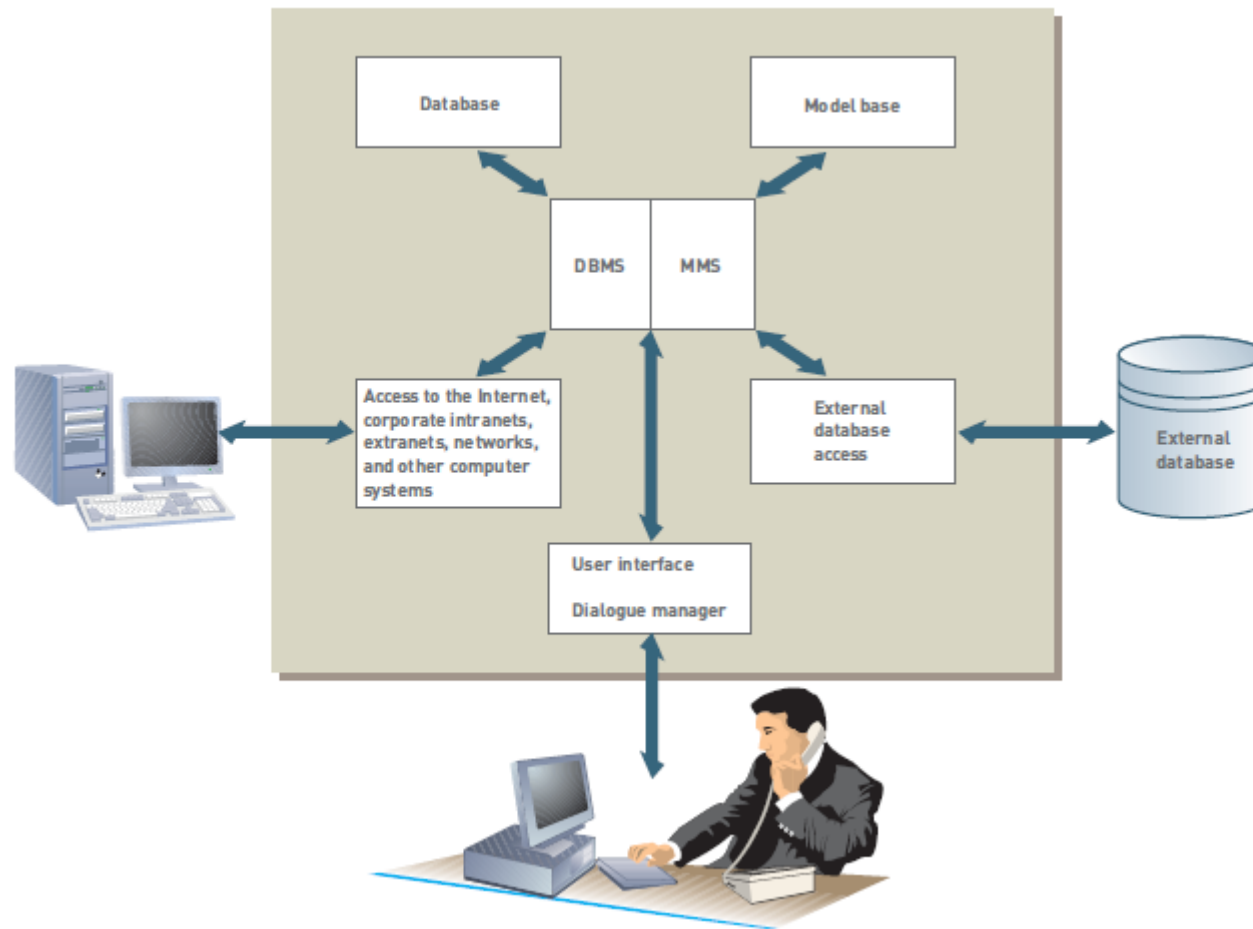 Database
Model base
DBMS
MMS
Access to the Internet,
corporate intranets,
extranets, networks,
and other computer
systems
External
database
access
External
database
User interface
Dialogue manager